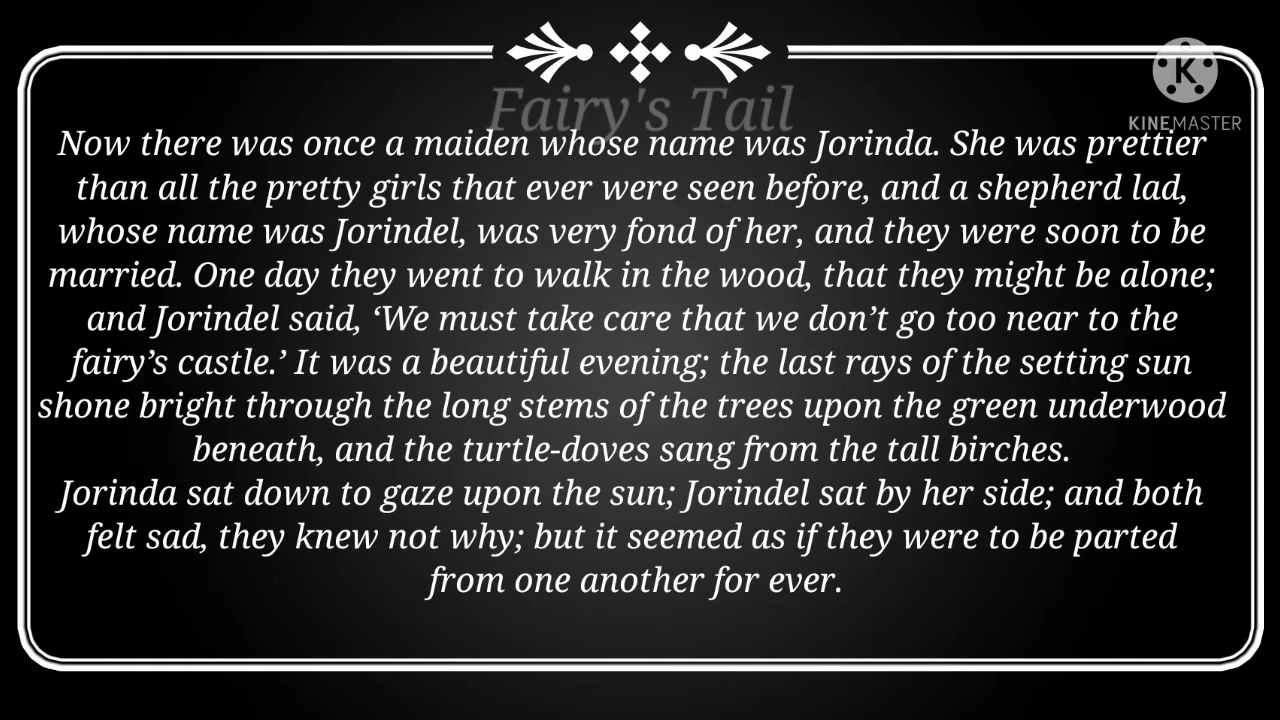 Fairy's Tail
K
KINEMASTER
Now there was once a maiden whose name was Jorinda. She was prettier
than all the pretty girls that ever were seen before, and a shepherd lad,
whose name was Jorindel, was very fond of her, and they were soon to be
married. One day they went to walk in the wood, that they might be alone;
and Jorindel said, ‘We must take care that we don’t go too near to the
fairy’s castle.’ It was a beautiful evening; the last rays of the setting sun
shone bright through the long stems of the trees upon the green underwood
beneath, and the turtle-doves sang from the tall birches.
Jorinda sat down to gaze upon the sun; Jorindel sat by her side; and both
felt sad, they knew not why; but it seemed as if they were to be parted
from one another for ever.